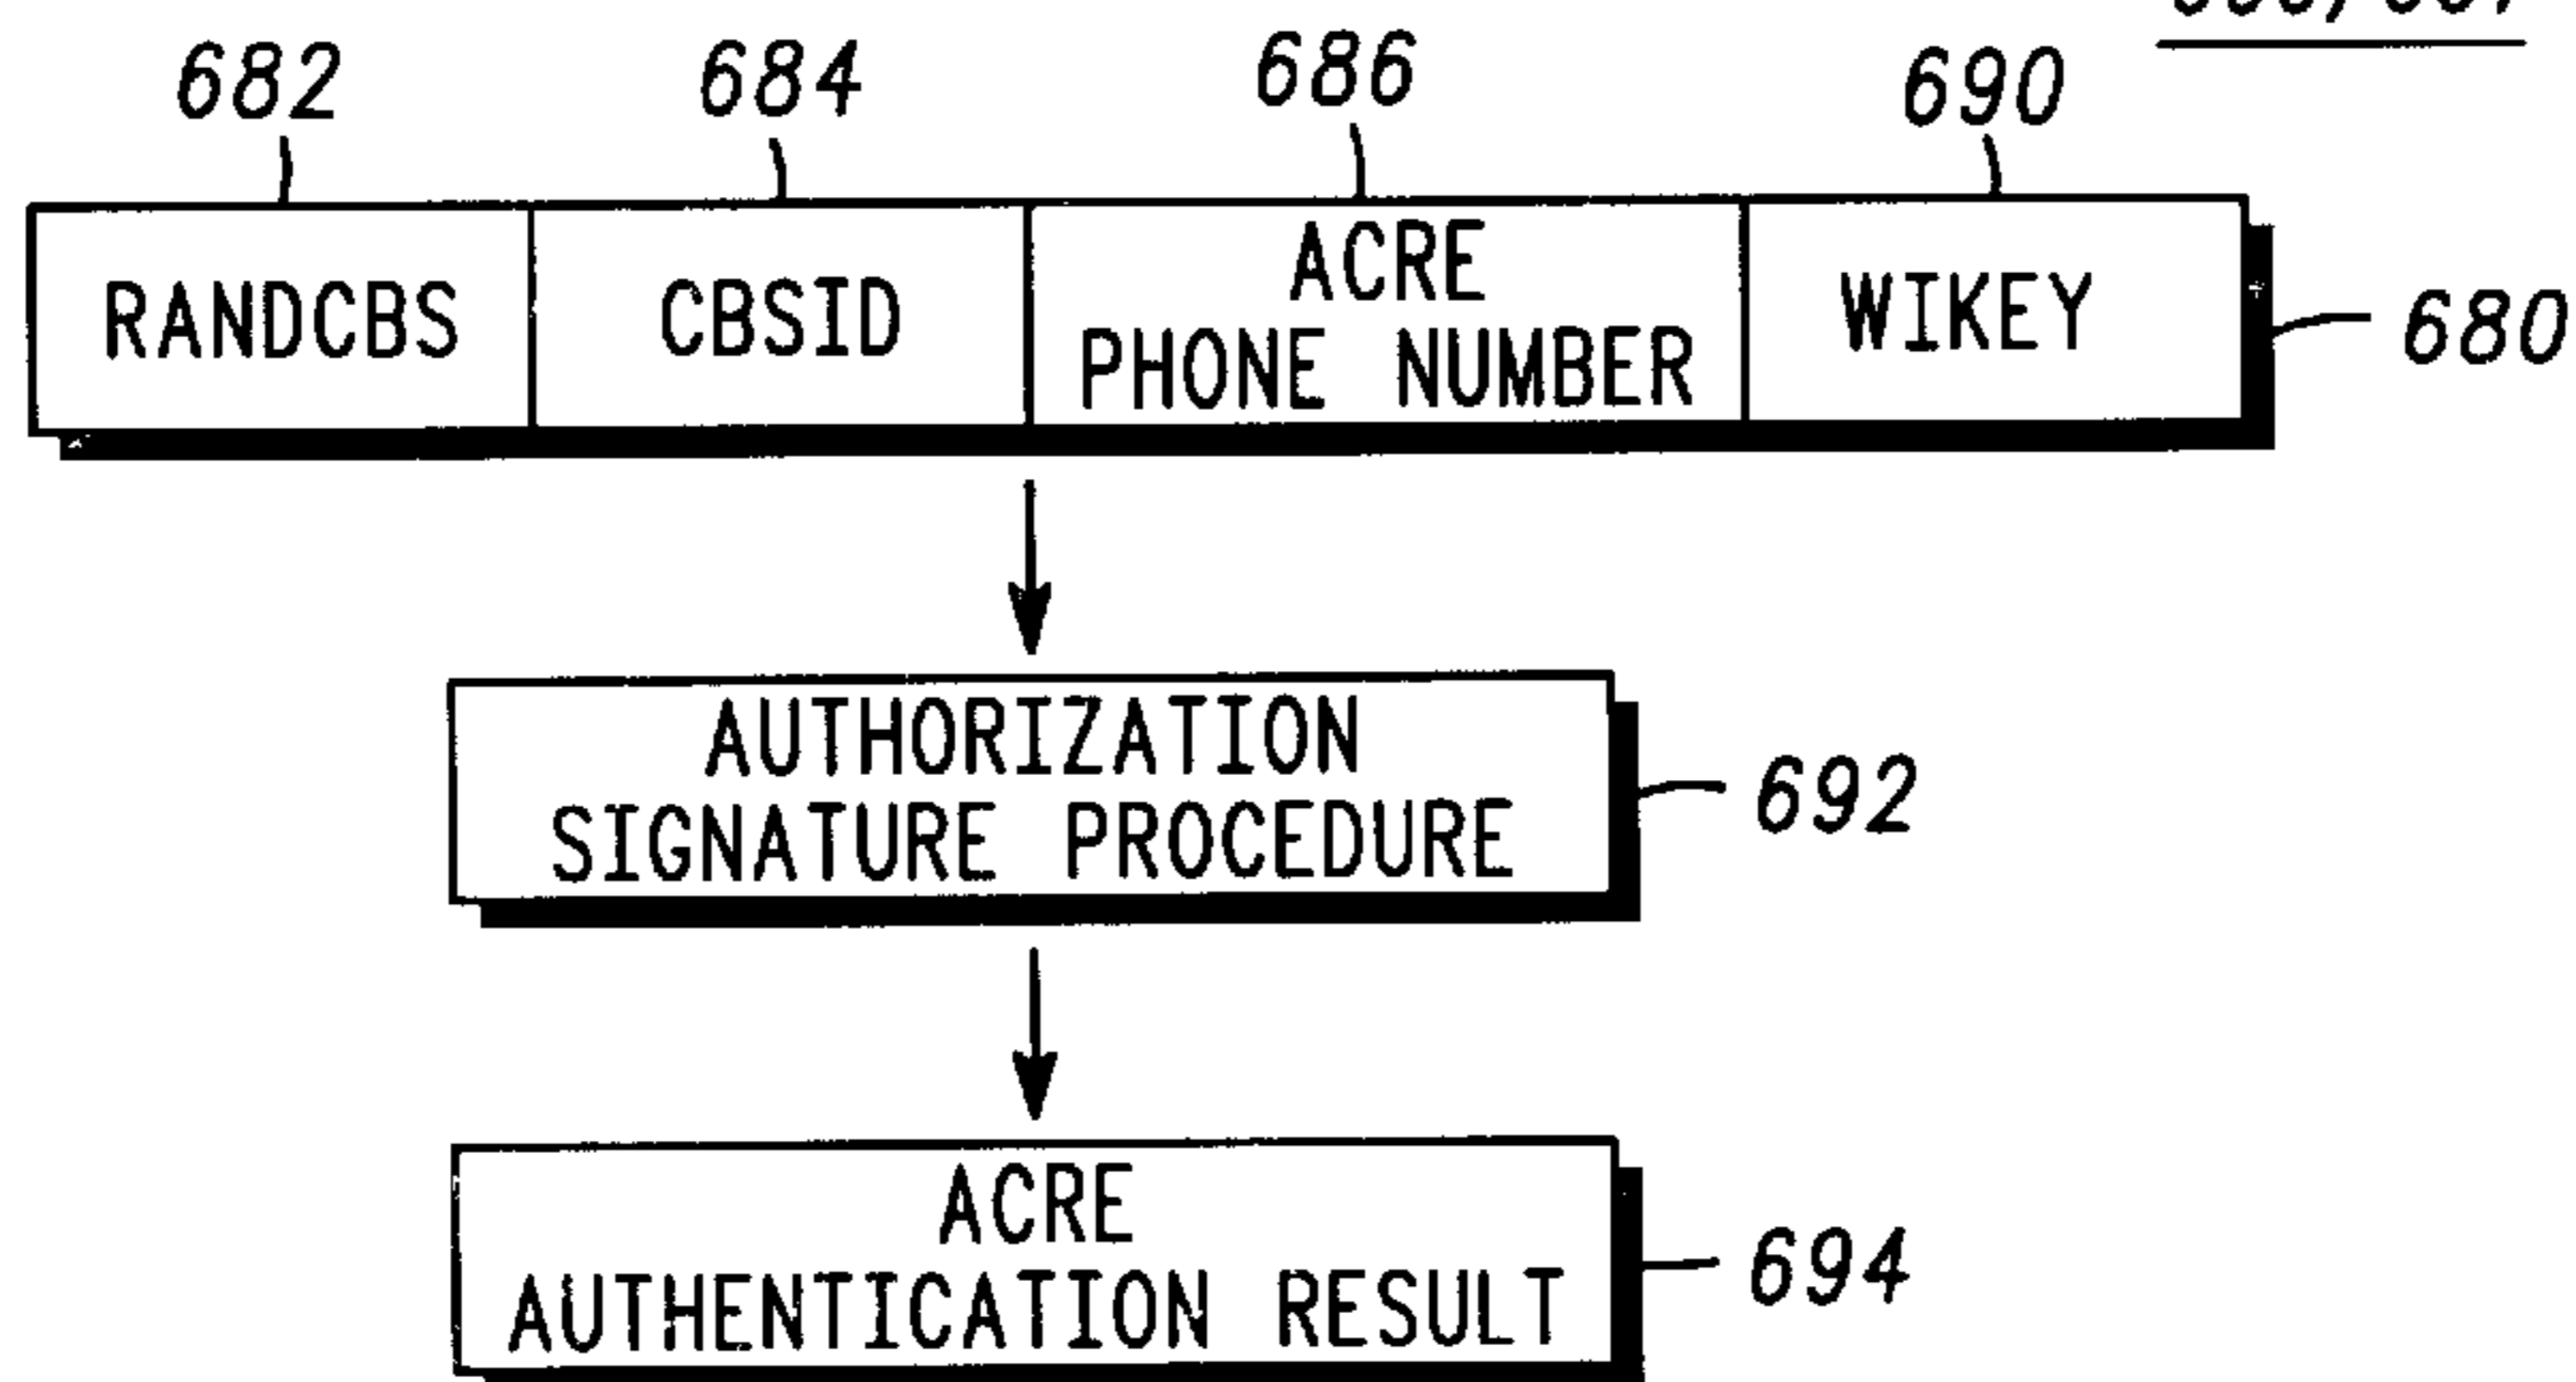 682 684 686 690
RANDCBS CBSID ACRE PHONE NUMBER WIKEY 680
AUTHORIZATION
SIGNATURE PROCEDURE 692
ACRE
AUTHENTICATION RESULT 694